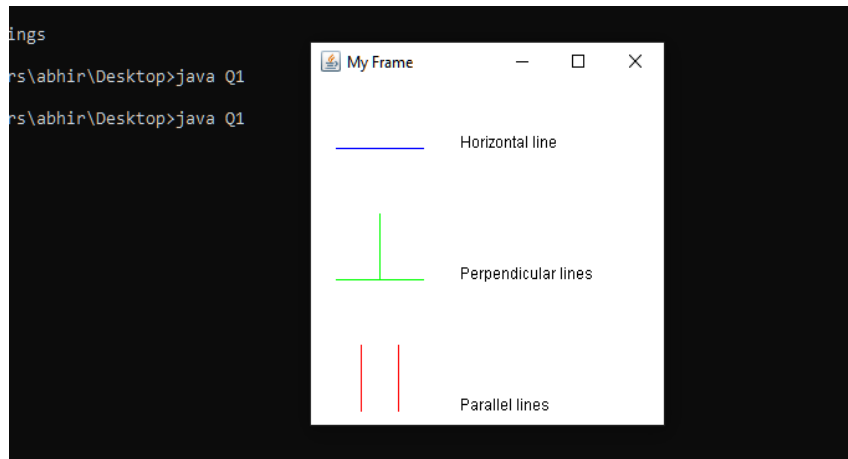 ings
rs\abhir\Desktop>java Q1
rs\abhir\Desktop>java Q1
My Frame
Horizontal line
Perpendicular lines
Parallel lines